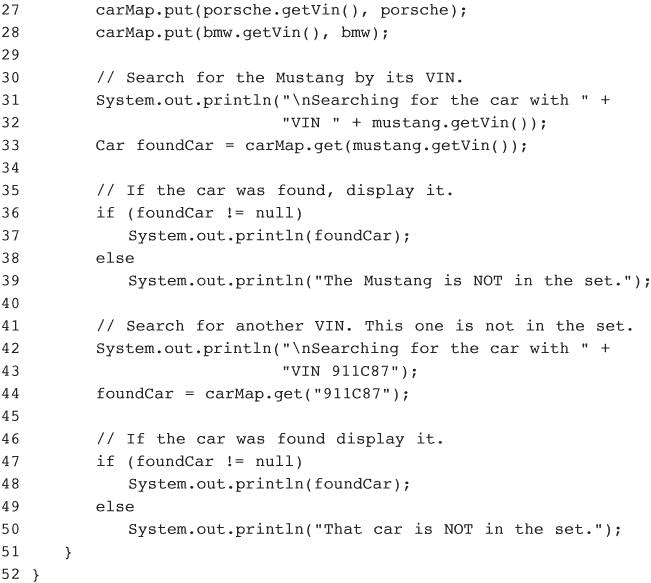 27 carMap.put(porsche.getVin(), porsche);
28 carMap.put(bmw.getVin(), bmw);
29
30 // Search for the Mustang by its VIN.
31 System.out.println("\nSearching for the car with " +
32 "VIN " + mustang.getVin());
33 Car foundCar = carMap.get(mustang.getVin());
34
35 // If the car was found, display it.
36 if (foundCar != null)
37 System.out.println(foundCar);
38 else
39 System.out.println("The Mustang is NOT in the set.");
40
41 // Search for another VIN. This one is not in the set.
42 System.out.println("\nSearching for the car with " +
43 "VIN 911C87");
44 foundCar = carMap.get("911C87");
45
46 // If the car was found display it.
47 if (foundCar != null)
48 System.out.println(foundCar);
49 else
50 System.out.println("That car is NOT in the set.");
51 }
52 }